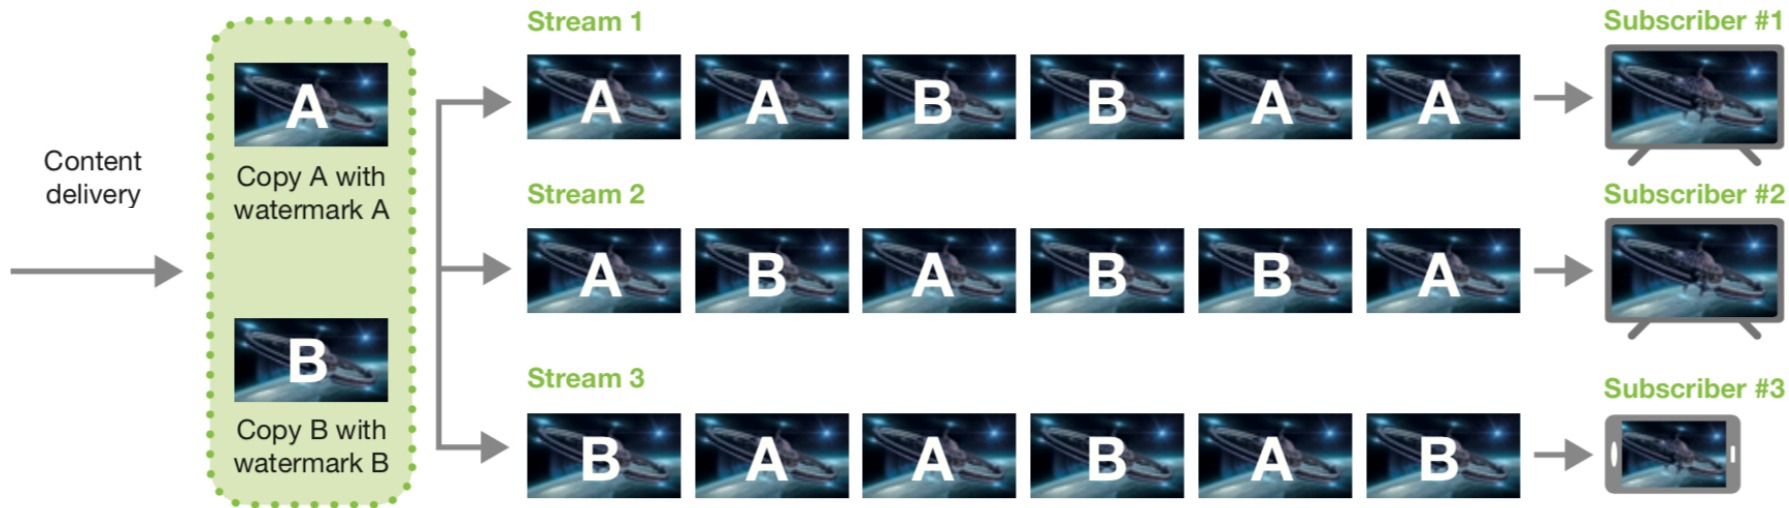 Content
delivery
A
Copy A with
watermark A
B
Copy B with
watermark B
Stream 1
A A B B A A
Subscriber #1
Stream 2
A B A B B A
Subscriber #2
Stream 3
B A A B A B
Subscriber #3